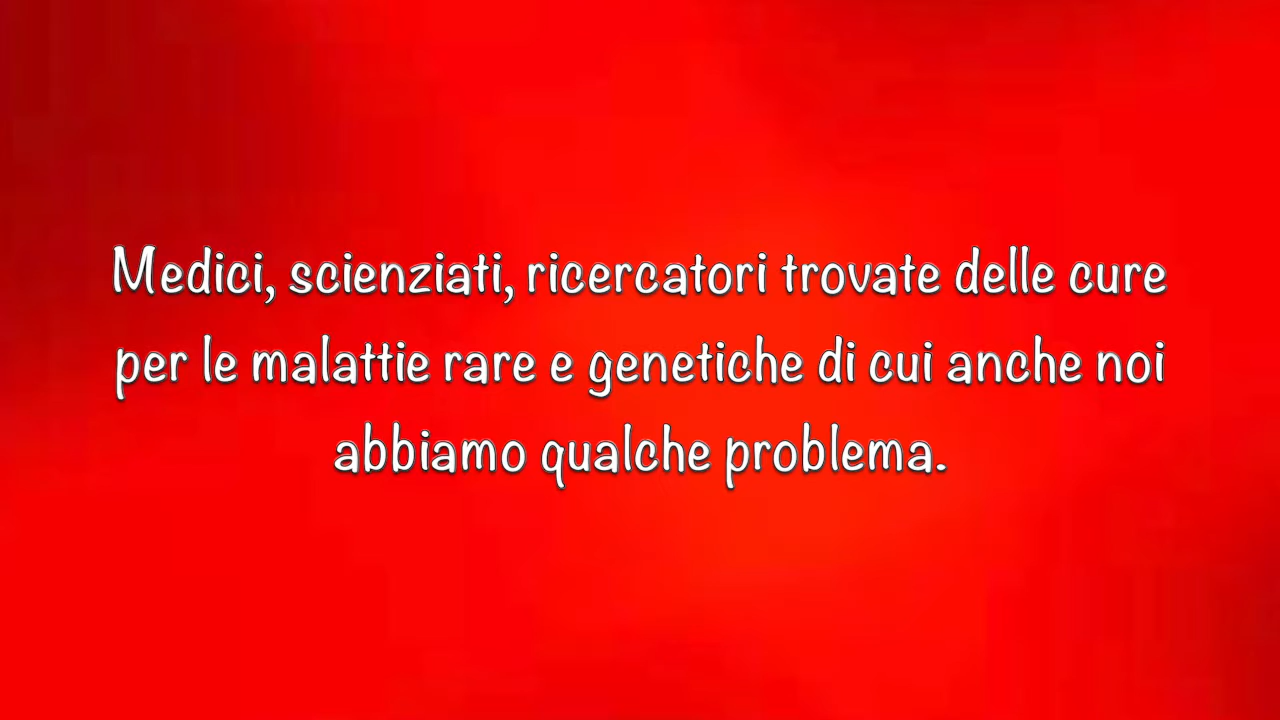 Medici, scienziati, ricercatori trovate delle cure
per le malattie rare e genetiche di cui anche noi
abbiamo qualche problema.